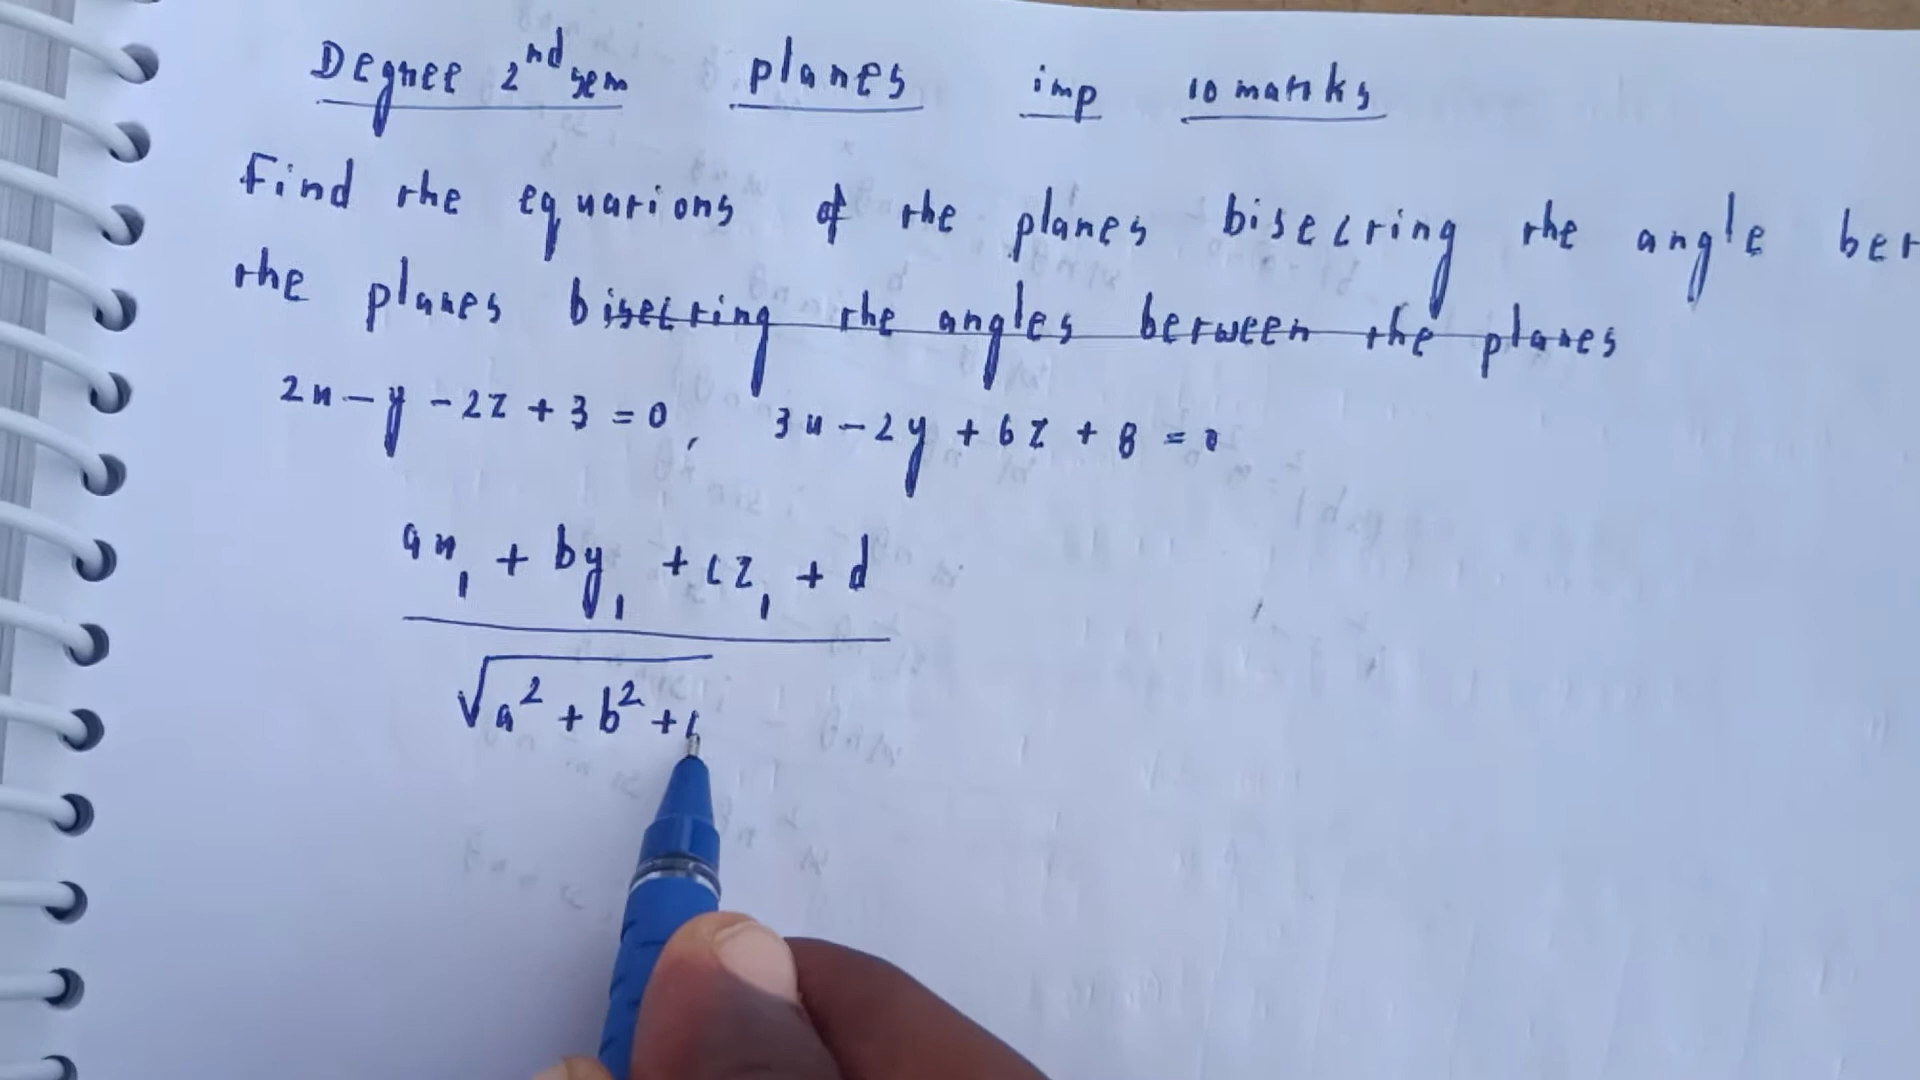 Degree 2nd sem planes imp 10 marks
Find the equations of the planes bisecting the angle bet
the planes bisecting the angles between the planes
2x - y - 2z + 3 = 0, 3x - 2y + 6z + 8 = 0
ax₁ + by₁ + cz₁ + d
√a² + b² + c